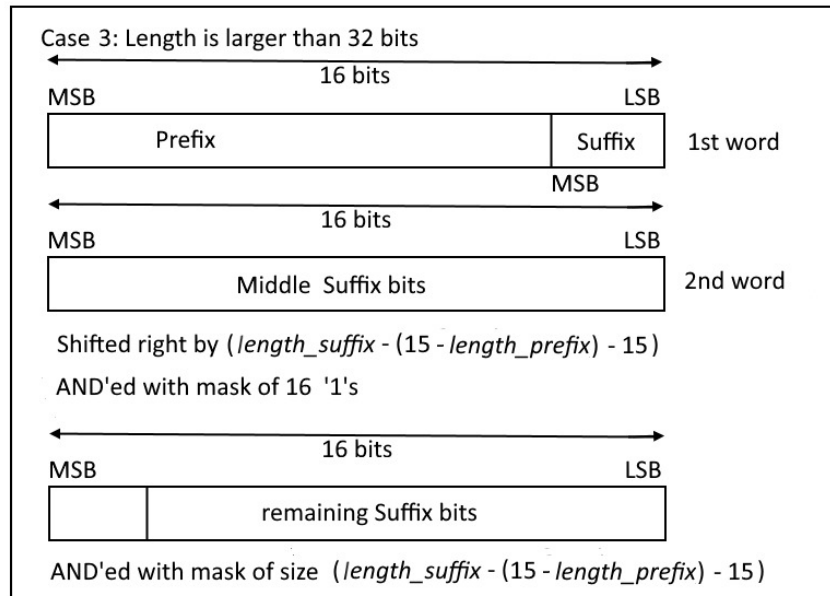 Case 3: Length is larger than 32 bits
16 bits
MSB LSB
Prefix Suffix 1st word
MSB
16 bits
MSB LSB
Middle Suffix bits 2nd word
Shifted right by (length_suffix - (15 - length_prefix) - 15)
AND'ed with mask of 16 '1's
16 bits
MSB LSB
remaining Suffix bits
AND'ed with mask of size (length_suffix - (15 - length_prefix) - 15)